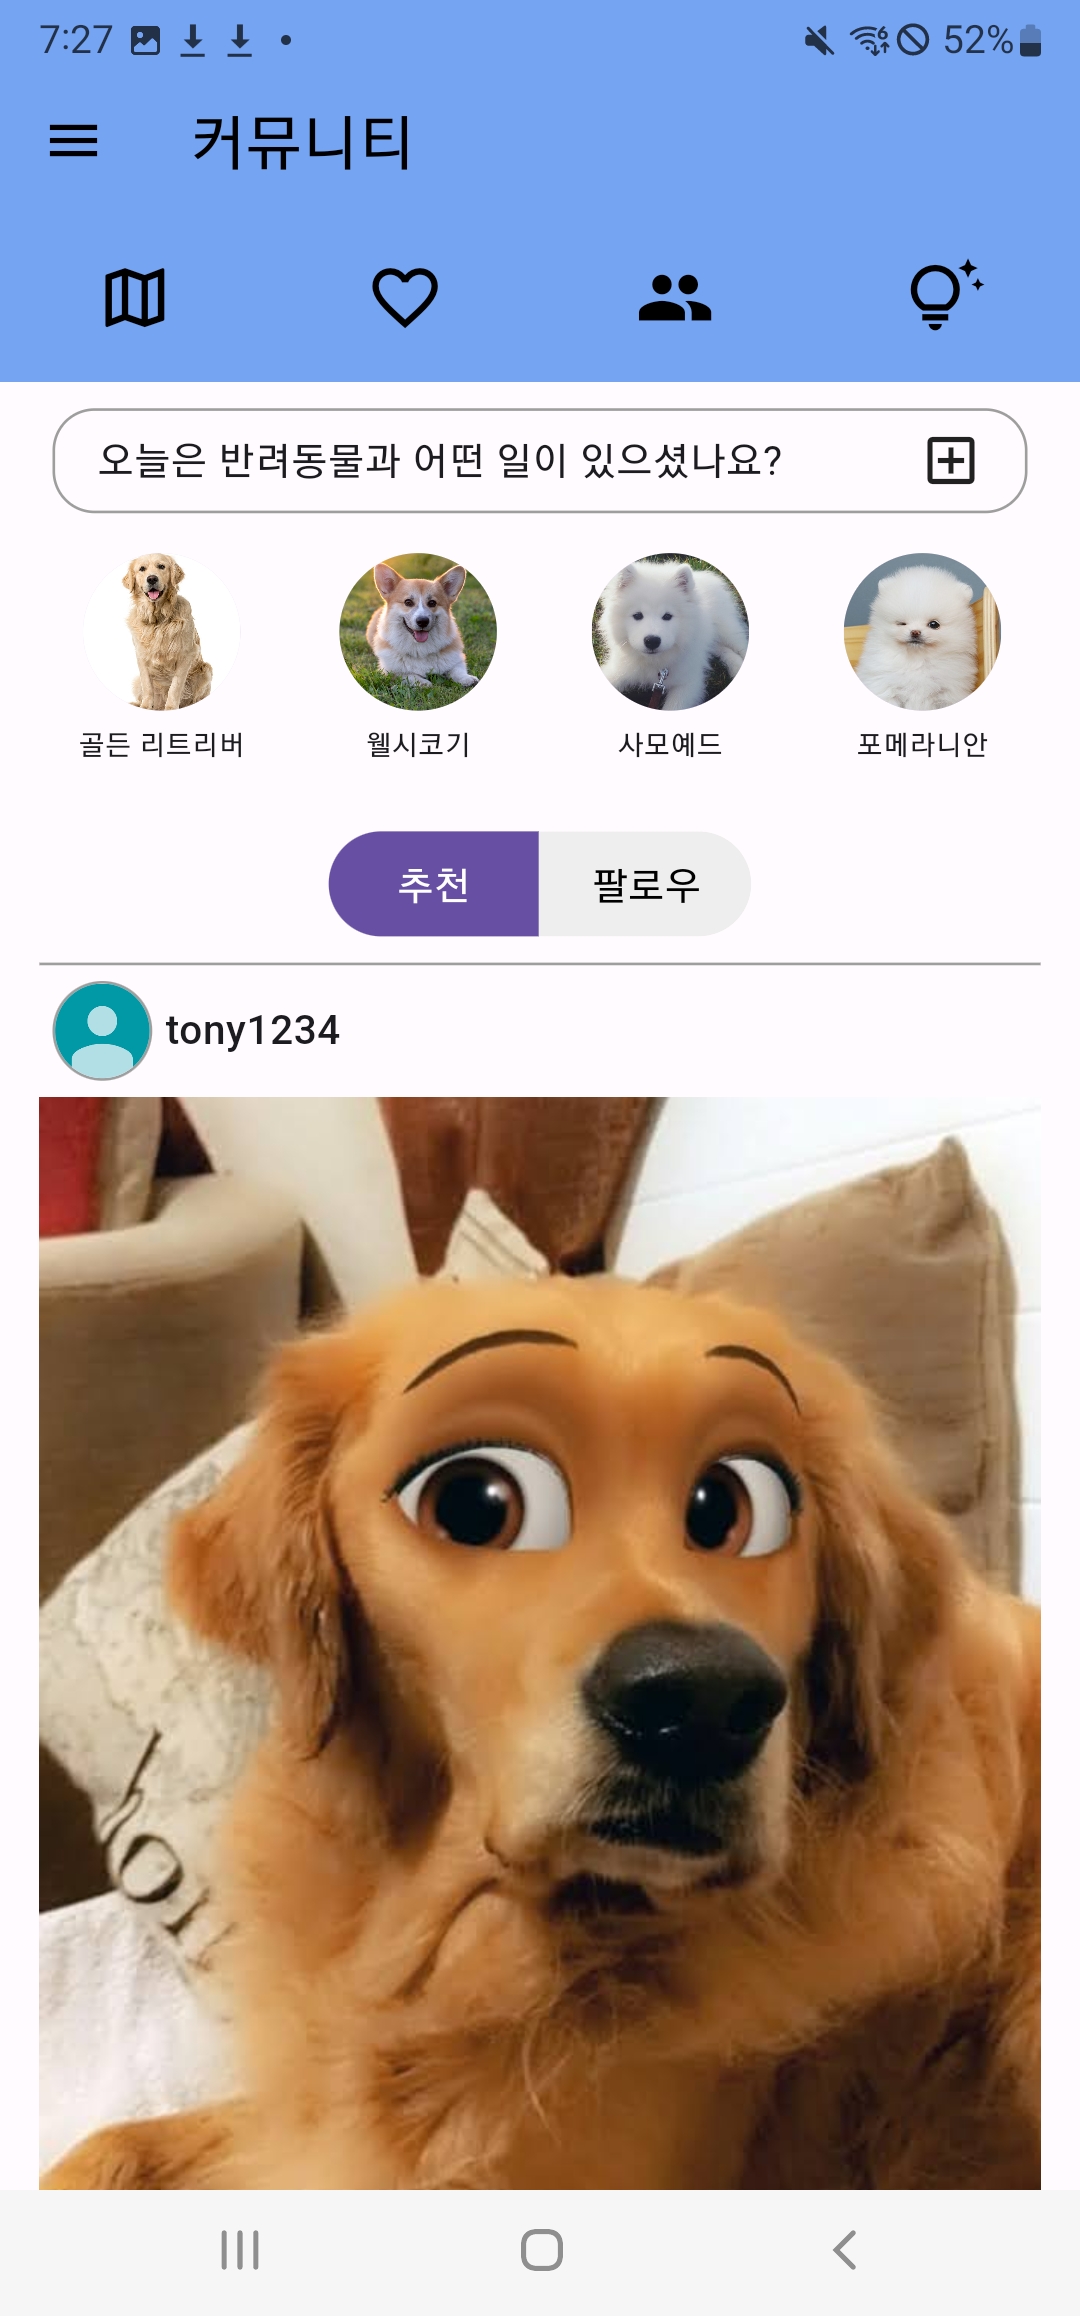 7:27
52%
커뮤니티
오늘은 반려동물과 어떤 일이 있으셨나요?
골든 리트리버 웰시코기 사모예드 포메라니안
추천 팔로우
tony1234